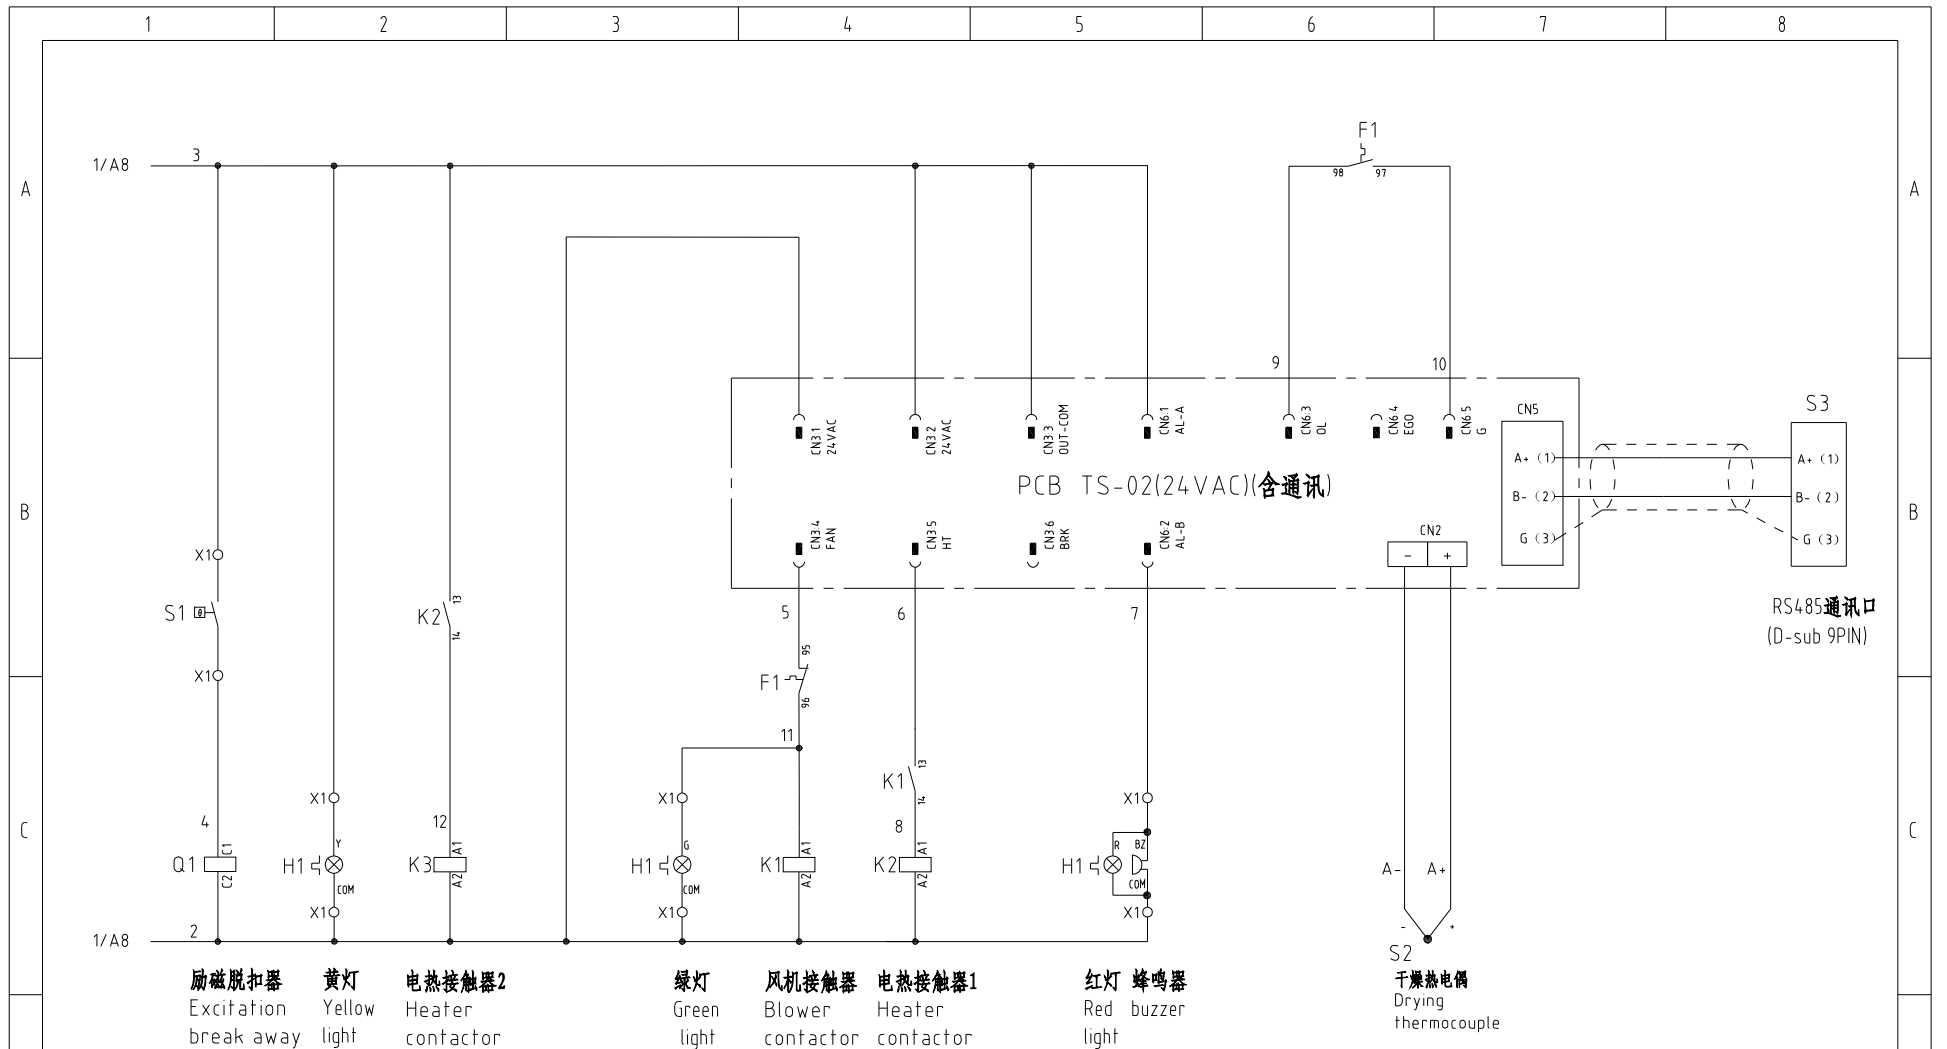 1 2 3 4 5 6 7 8
F1
1/A8 3
98 97
A A
9 10
CN3:1
24VAC
CN3:2
24VAC
CN3:3
OUT-COM
CN6:1
AL-A
CN6:3
OL
CN6:4
EGO
CN6:5
G
CN5
S3
A+ (1) A+ (1)
PCB TS-02(24VAC)(含通讯)
B- (2) B- (2)
B B
CN3:4
FAN
CN3:5
HT
CN3:6
BRK
CN6:2
AL-B
CN2
- +
G (3) G (3)
X1
S1
K2 13 14
5 6 7
RS485通讯口
(D-sub 9PIN)
X1
F1 95 96
11
K1 13 14
X1 X1 X1
4 12 8
C C
Q1 C1 C2
H1 Y COM
K3 A1 A2
H1 G COM
K1 A1 A2
K2 A1 A2
H1 R BZ COM
A- A+
X1 X1 X1
- +
1/A8 2
S2
励磁脱扣器 黄灯 电热接触器2 绿灯 风机接触器 电热接触器1 红灯 蜂鸣器 干燥热电偶
Excitation Yellow Heater Green Blower Heater Red buzzer Drying
break away light contactor light contactor contactor light thermocouple